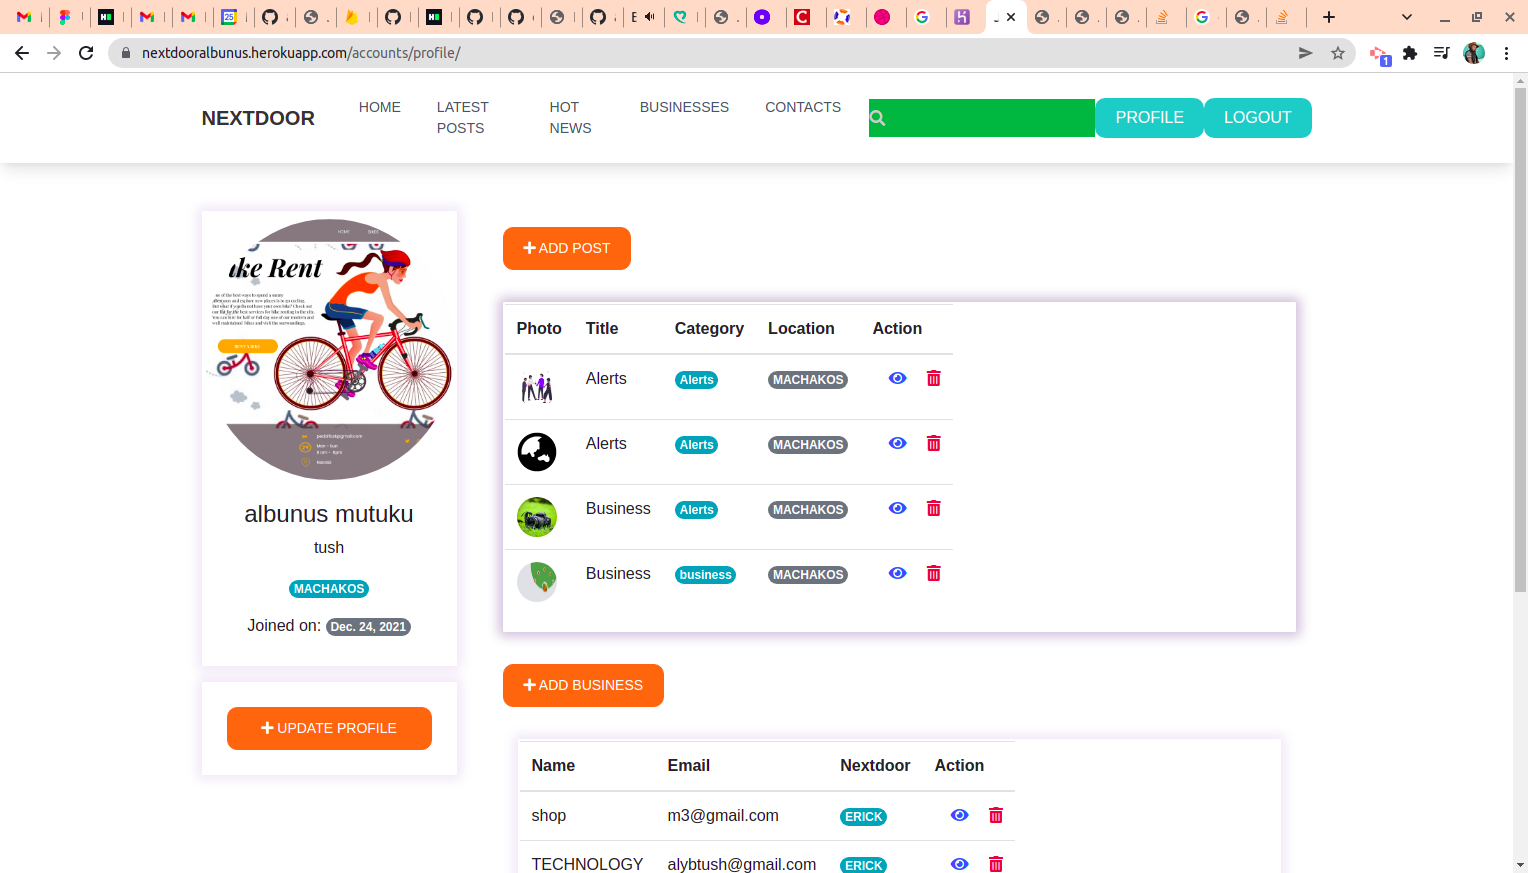 nextdooralbunus.herokuapp.com/accounts/profile/
1
NEXTDOOR
HOME
LATEST
POSTS
HOT
NEWS
BUSINESSES
CONTACTS
PROFILE
LOGOUT
HOME
ke Rent
albunus mutuku
tush
MACHAKOS
Joined on: Dec. 24, 2021
UPDATE PROFILE
ADD POST
Photo Title Category Location Action
Alerts Alerts MACHAKOS
Alerts Alerts MACHAKOS
Business Alerts MACHAKOS
Business business MACHAKOS
ADD BUSINESS
Name Email Nextdoor Action
shop m3@gmail.com ERICK
TECHNOLOGY alybtush@gmail.com ERICK